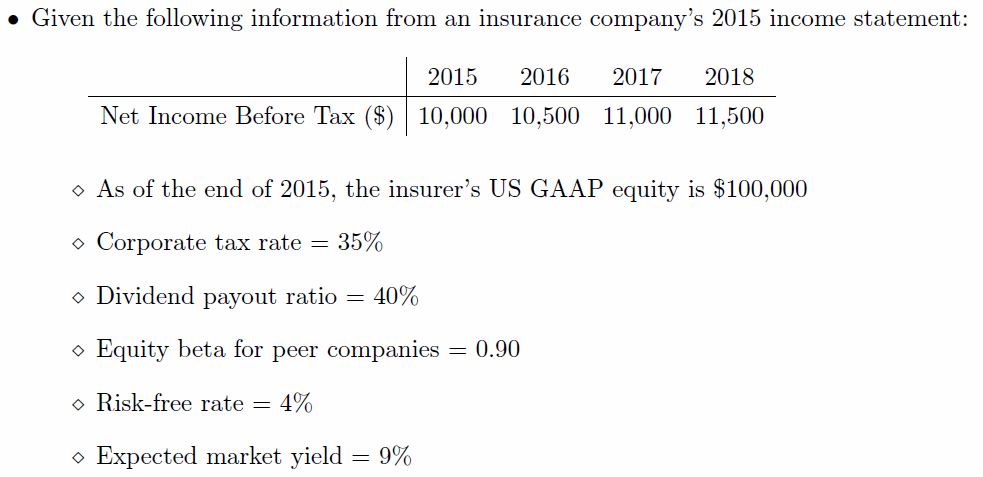 • Given the following information from an insurance company's 2015 income statement:
2015 2016 2017 2018
Net Income Before Tax ($) 10,000 10,500 11,000 11,500
⋄ As of the end of 2015, the insurer's US GAAP equity is $100,000
⋄ Corporate tax rate = 35%
⋄ Dividend payout ratio = 40%
⋄ Equity beta for peer companies = 0.90
⋄ Risk-free rate = 4%
⋄ Expected market yield = 9%